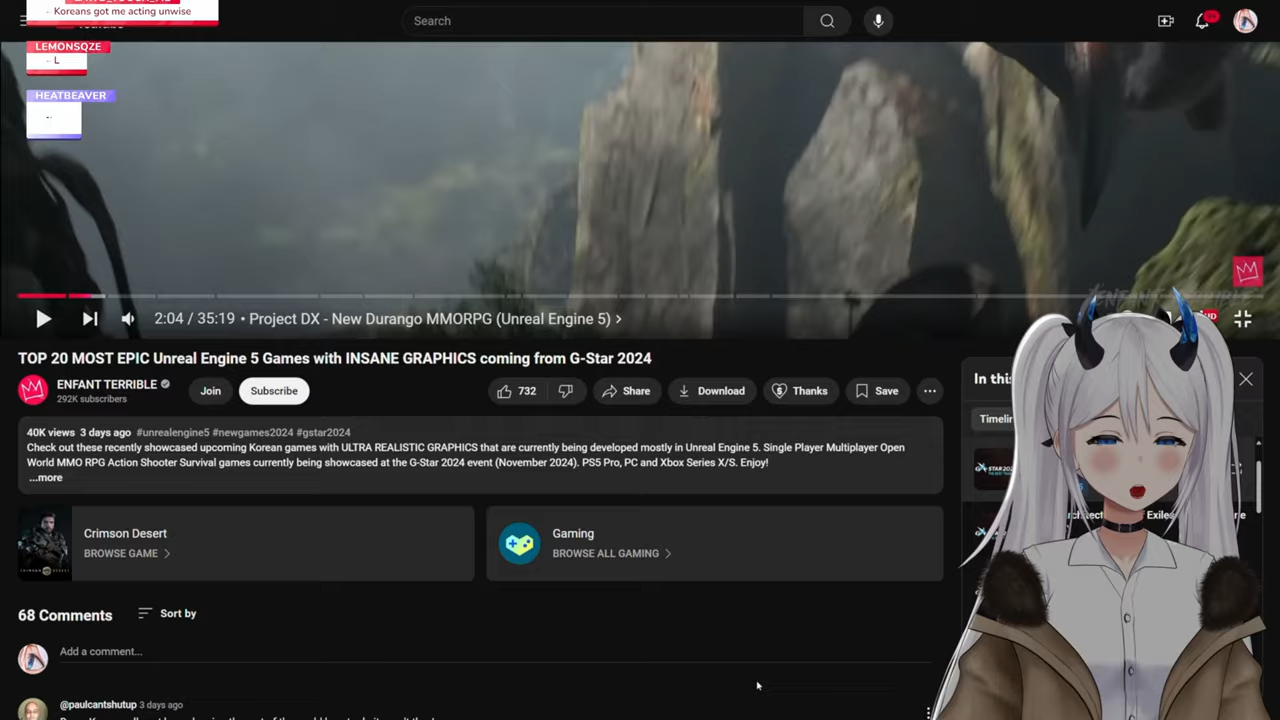 Koreans got me acting unwise
Search
9+
LEMONSQZE
L
HEATBEAVER
ENFANT TERRIBLE
2:04 / 35:19 • Project DX - New Durango MMORPG (Unreal Engine 5)
HD
TOP 20 MOST EPIC Unreal Engine 5 Games with INSANE GRAPHICS coming from G-Star 2024
ENFANT TERRIBLE
292K subscribers
Join
Subscribe
732
Share
Download
Thanks
Save
In this
Timelin
40K views 3 days ago #unrealengine5 #newgames2024 #gstar2024
Check out these recently showcased upcoming Korean games with ULTRA REALISTIC GRAPHICS that are currently being developed mostly in Unreal Engine 5. Single Player Multiplayer Open
World MMO RPG Action Shooter Survival games currently being showcased at the G-Star 2024 event (November 2024). PS5 Pro, PC and Xbox Series X/S. Enjoy!
...more
Crimson Desert
BROWSE GAME
Gaming
BROWSE ALL GAMING
68 Comments
Sort by
Add a comment...
@paulcantshutup 3 days ago